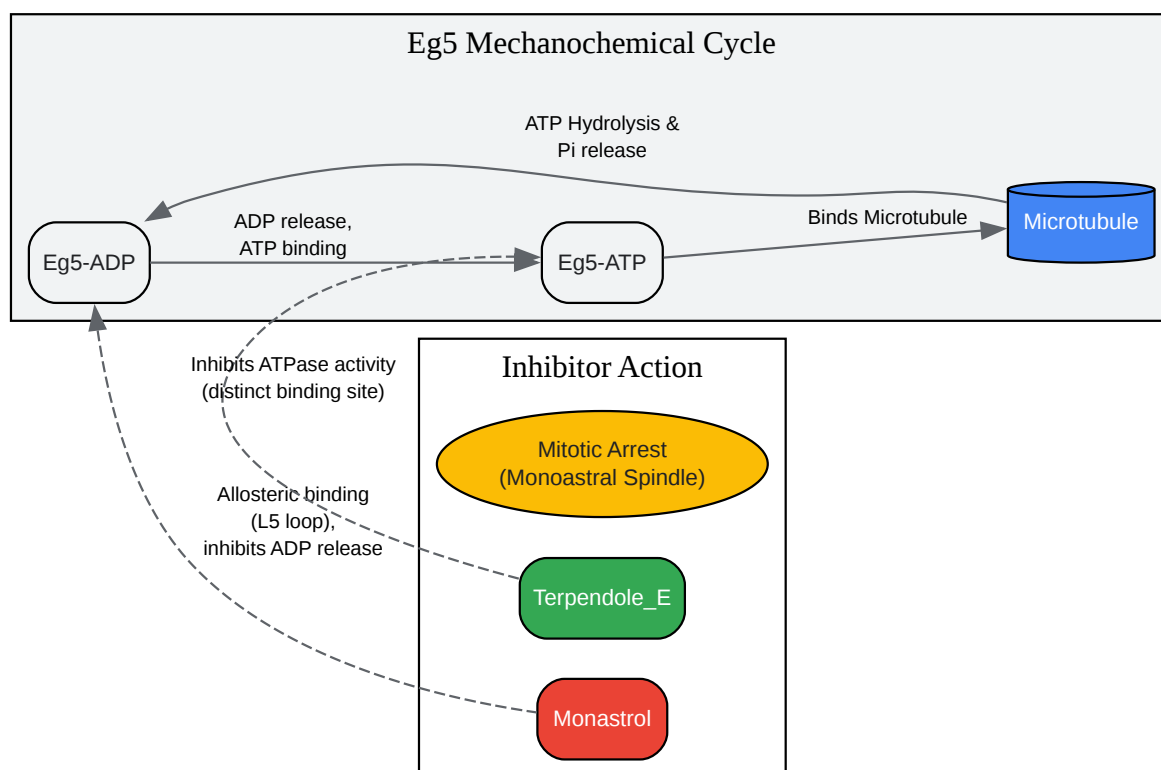 Eg5 Mechanochemical Cycle
ATP Hydrolysis &
Pi release
ADP release,
ATP binding
Binds Microtubule
Microtubule
Eg5-ADP
Eg5-ATP
Inhibits ATPase activity
(distinct binding site)
Inhibitor Action
Mitotic Arrest
(Monoastral Spindle)
Allosteric binding
(L5 loop),
inhibits ADP release
Terpendole_E
Monastrol